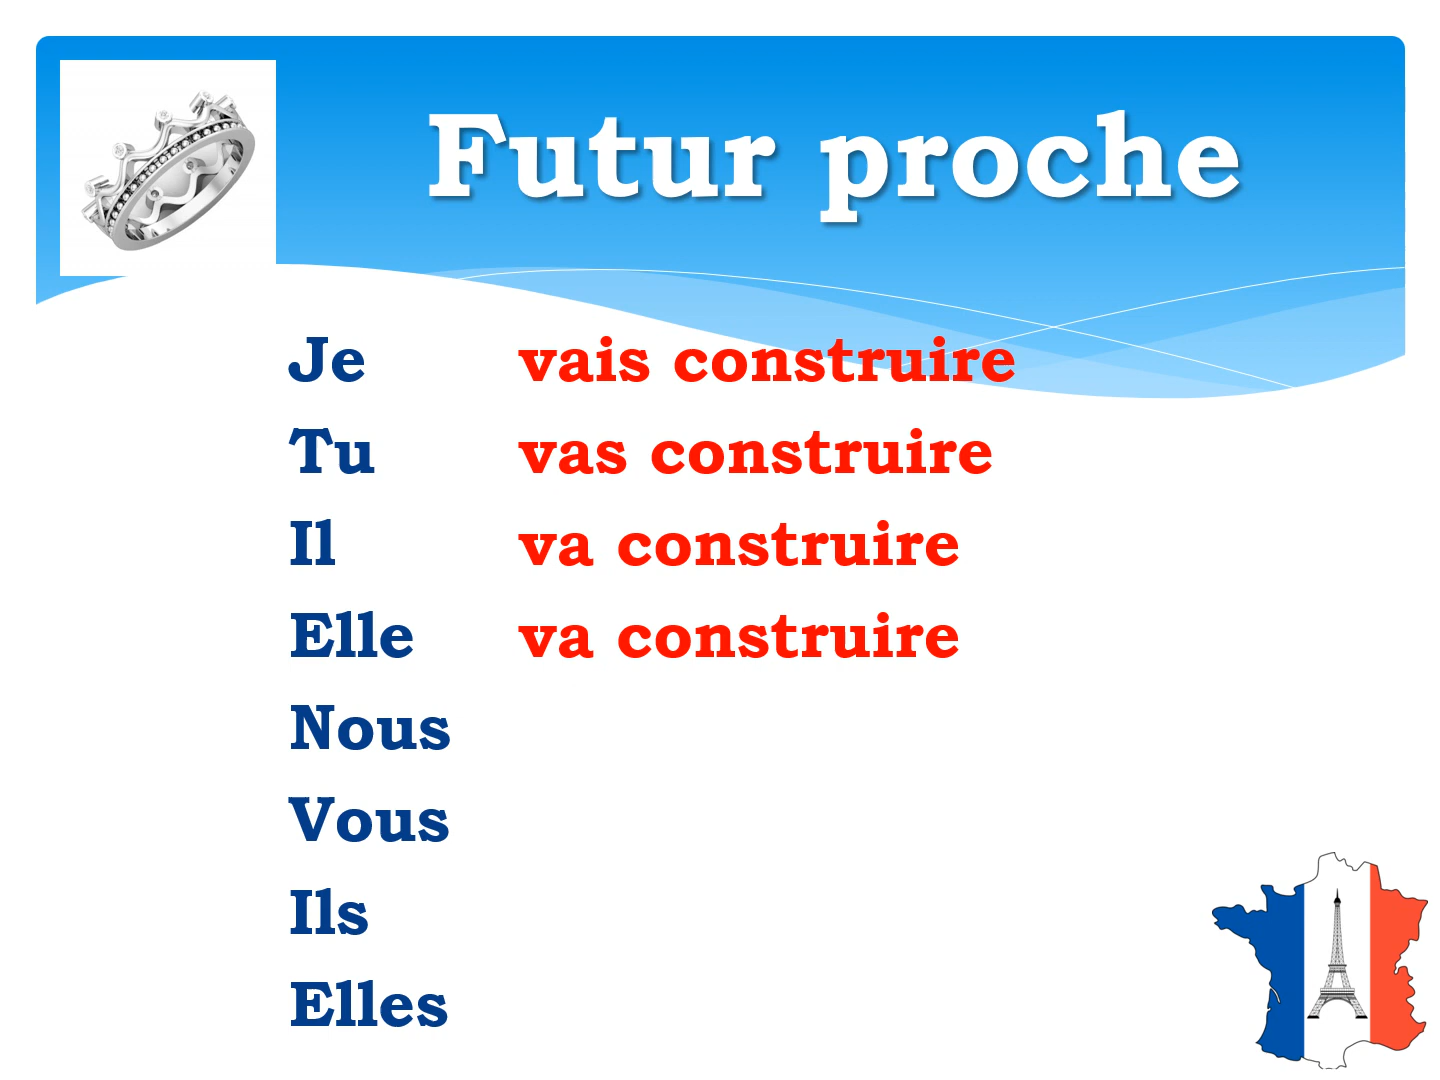 Futur proche
Je vais construire
Tu vas construire
Il va construire
Elle va construire
Nous
Vous
Ils
Elles